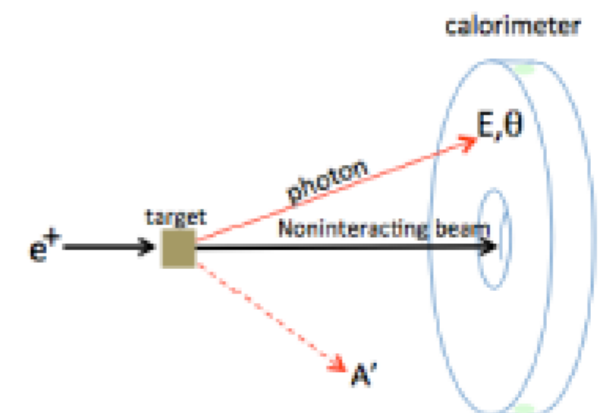 calorimeter
E,θ
photon
target
Noninteracting beam
e+
A'